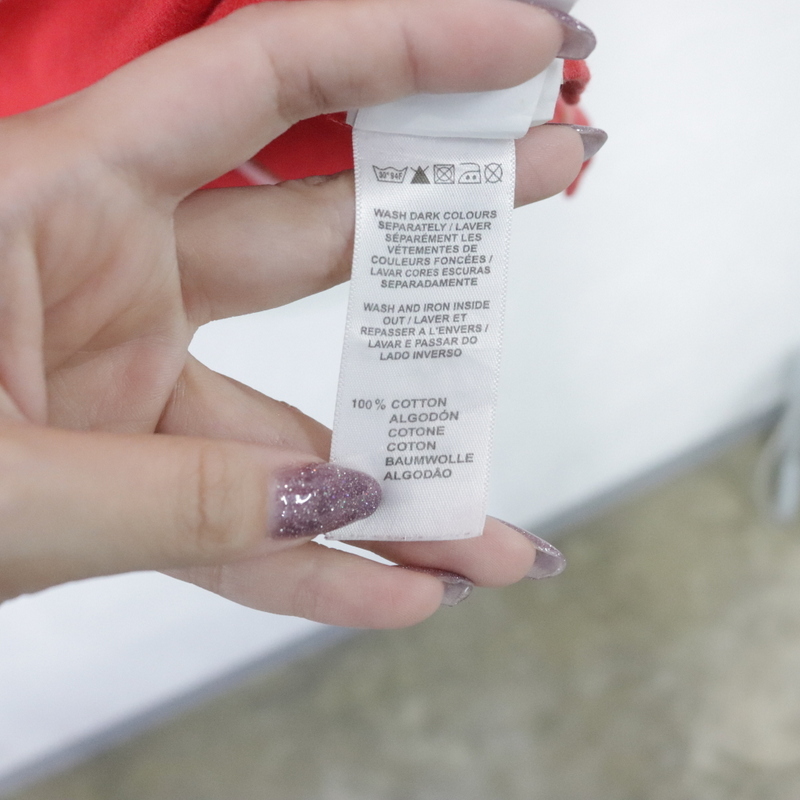 WASH DARK COLOURS
SEPARATELY / LAVER
SÉPARÉMENT LES
VÊTEMENTES DE
COULEURS FONCÉES /
LAVAR CORES ESCURAS
SEPARADAMENTE
WASH AND IRON INSIDE
OUT / LAVER ET
REPASSER A L'ENVERS /
LAVAR E PASSAR DO
LADO INVERSO
100% COTTON
ALGODÓN
COTONE
COTON
BAUMWOLLE
ALGODÃO